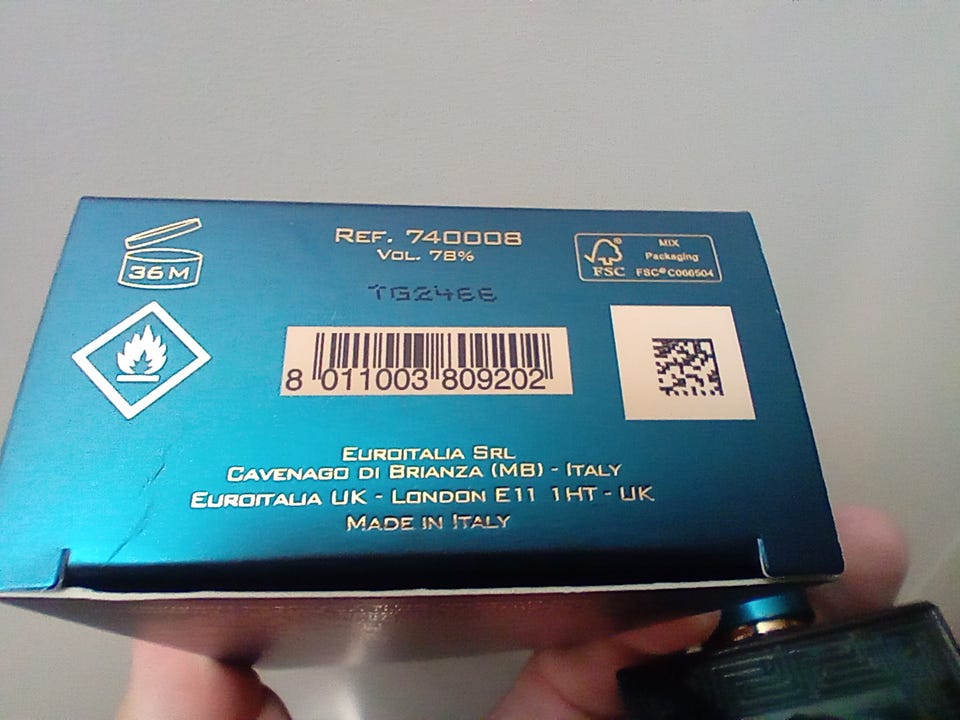 36 M
REF. 740008
VOL. 78%
TG2466
FSC
MIX
Packaging
FSC® C066504
8 011003 809202
EUROITALIA SRL
CAVENAGO DI BRIANZA (MB) - ITALY
EUROITALIA UK - LONDON E11 1HT - UK
MADE IN ITALY